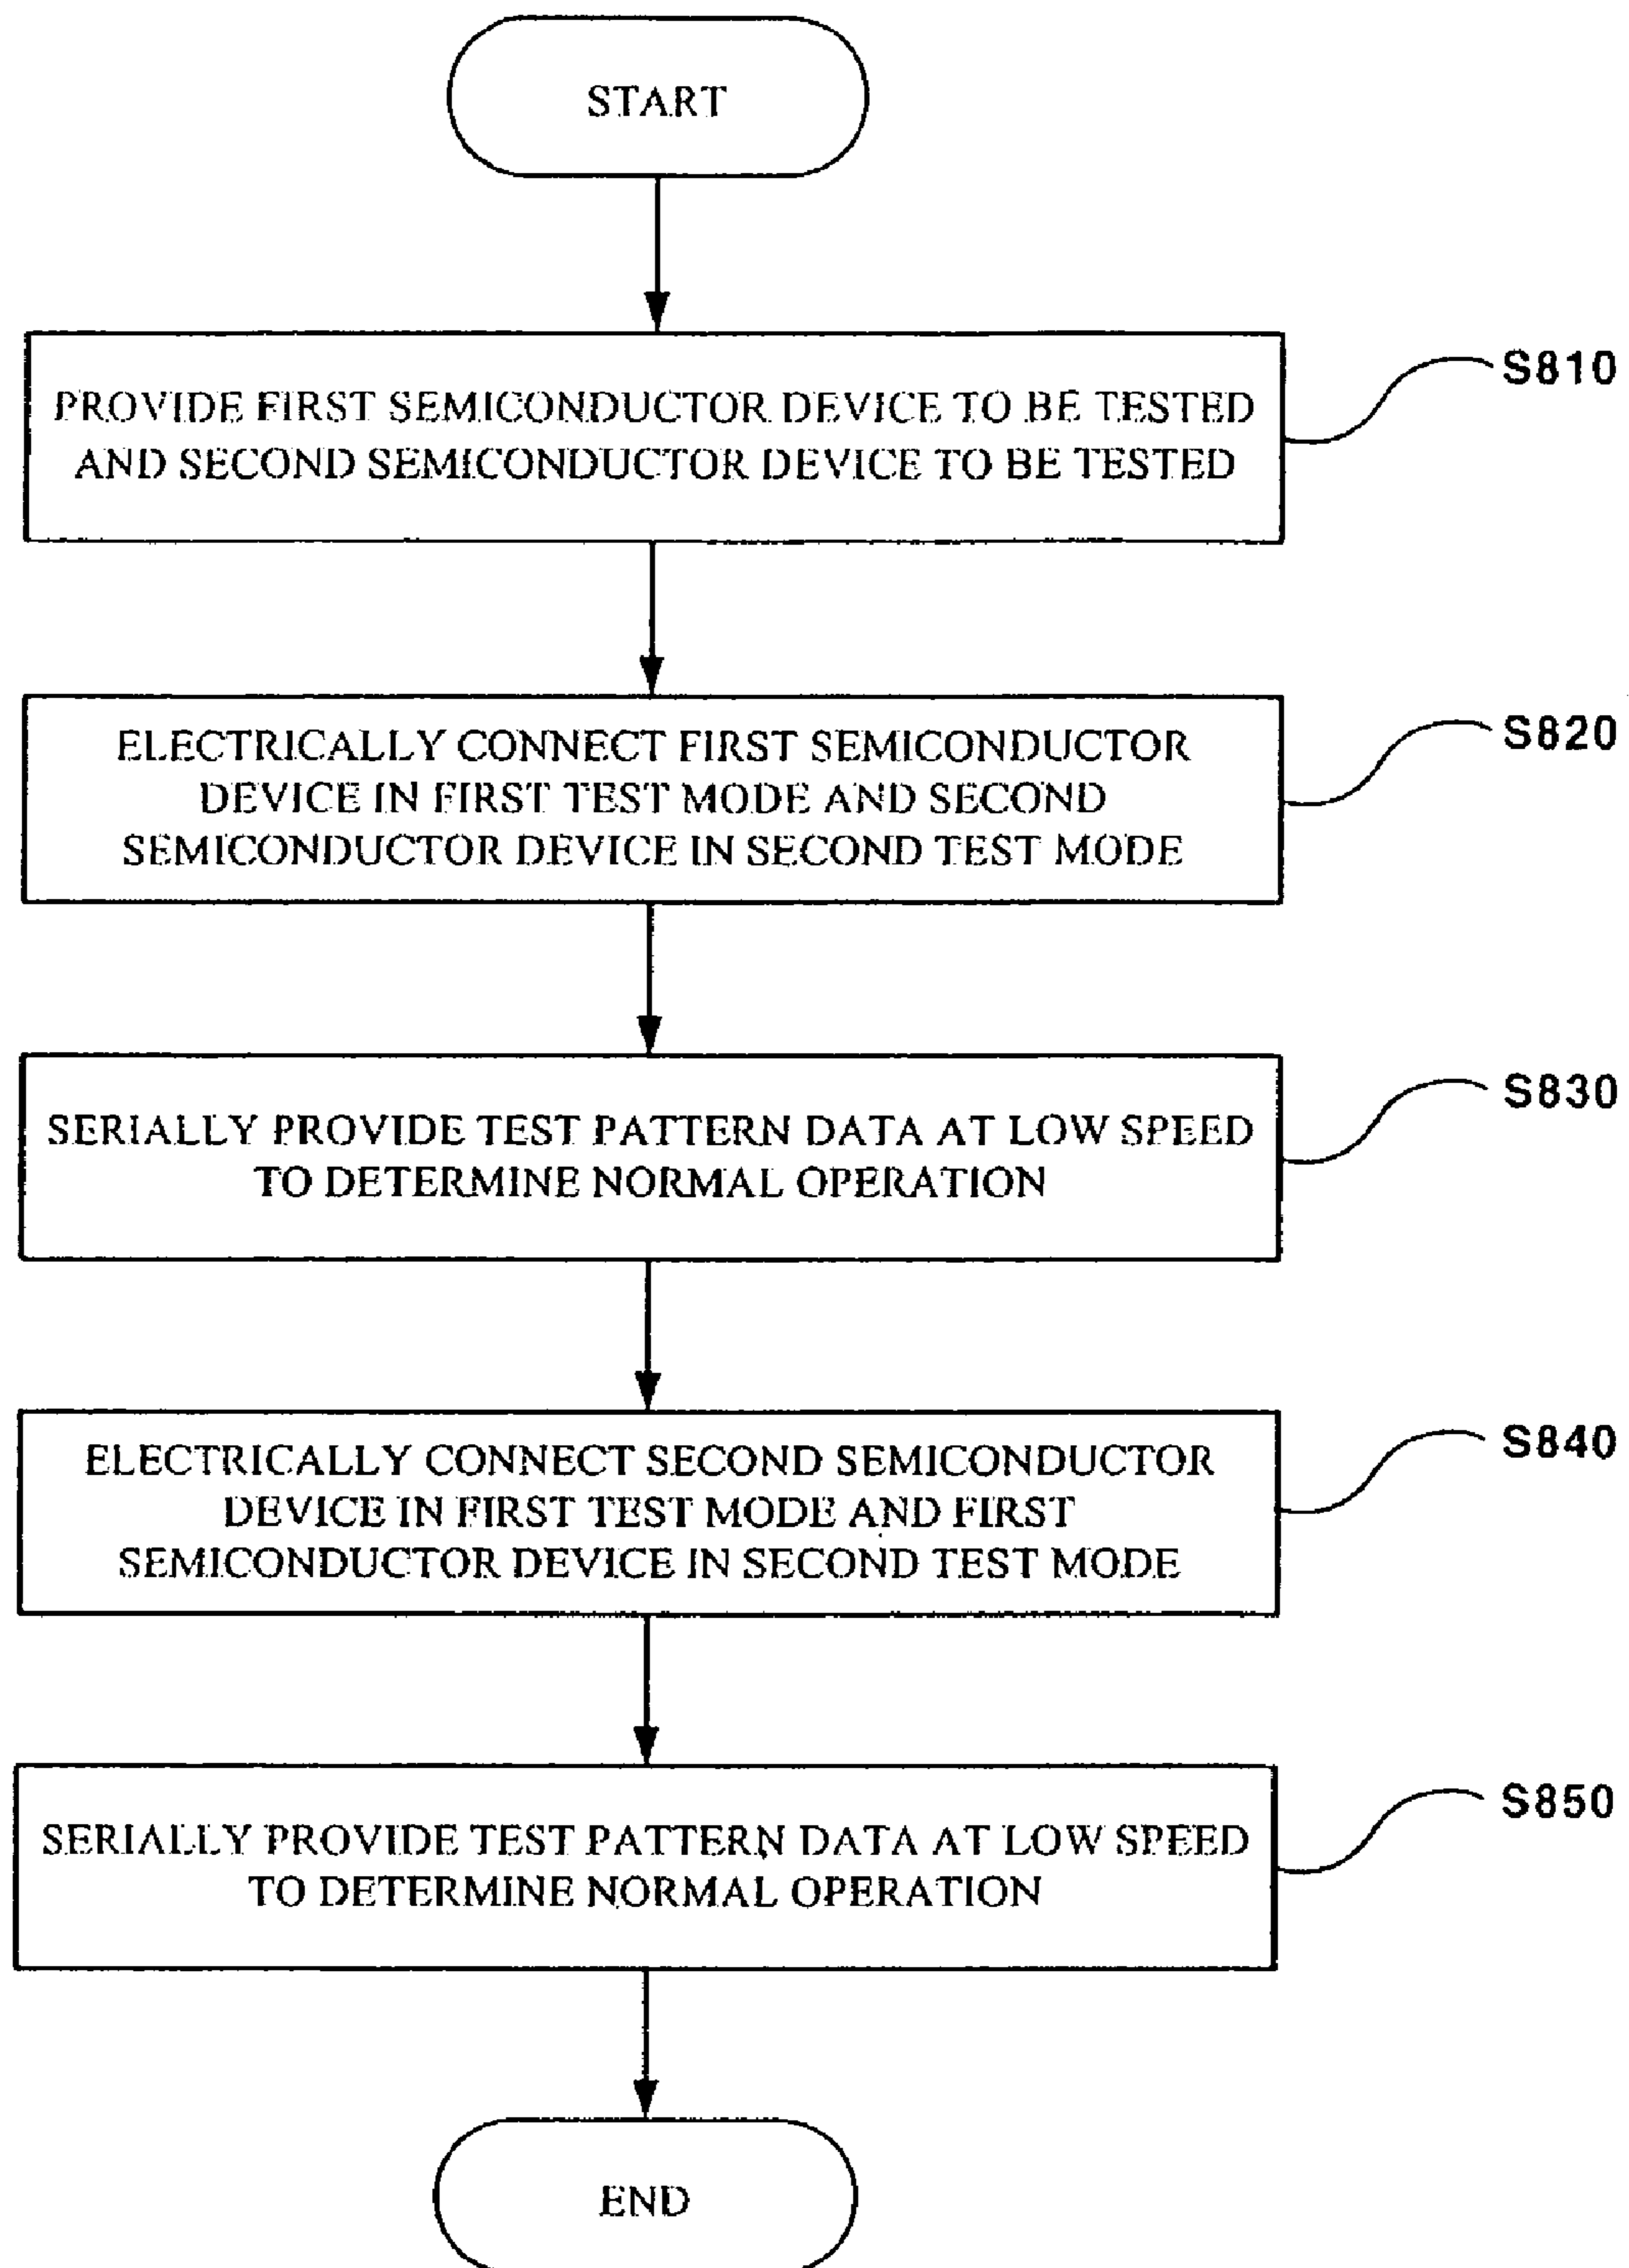 START
PROVIDE FIRST SEMICONDUCTOR DEVICE TO BE TESTED
AND SECOND SEMICONDUCTOR DEVICE TO BE TESTED
S810
ELECTRICALLY CONNECT FIRST SEMICONDUCTOR
DEVICE IN FIRST TEST MODE AND SECOND
SEMICONDUCTOR DEVICE IN SECOND TEST MODE
S820
SERIALLY PROVIDE TEST PATTERN DATA AT LOW SPEED
TO DETERMINE NORMAL OPERATION
S830
ELECTRICALLY CONNECT SECOND SEMICONDUCTOR
DEVICE IN FIRST TEST MODE AND FIRST
SEMICONDUCTOR DEVICE IN SECOND TEST MODE
S840
SERIALLY PROVIDE TEST PATTERN DATA AT LOW SPEED
TO DETERMINE NORMAL OPERATION
S850
END